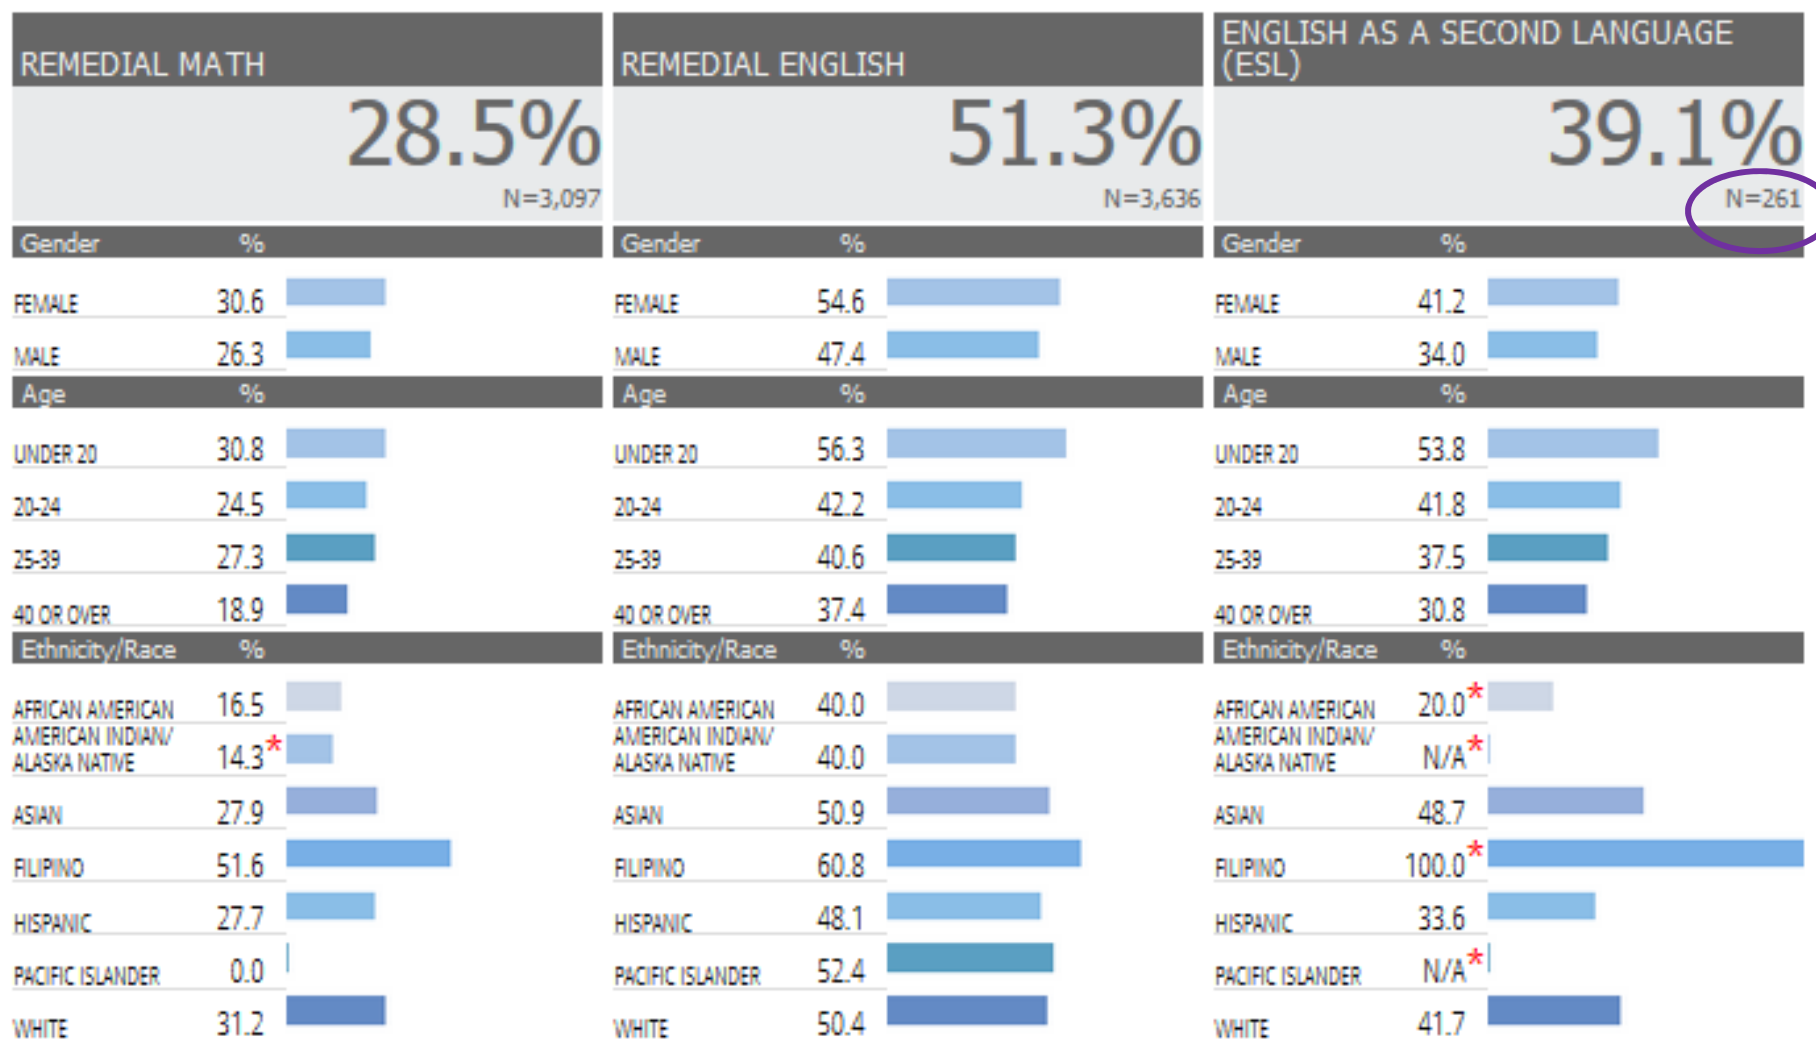 REMEDIAL MATH
28.5%
N=3,097
Gender %
FEMALE 30.6
MALE 26.3
Age %
UNDER 20 30.8
20-24 24.5
25-39 27.3
40 OR OVER 18.9
Ethnicity/Race %
AFRICAN AMERICAN 16.5
AMERICAN INDIAN/
ALASKA NATIVE 14.3*
ASIAN 27.9
FILIPINO 51.6
HISPANIC 27.7
PACIFIC ISLANDER 0.0
WHITE 31.2
REMEDIAL ENGLISH
51.3%
N=3,636
Gender %
FEMALE 54.6
MALE 47.4
Age %
UNDER 20 56.3
20-24 42.2
25-39 40.6
40 OR OVER 37.4
Ethnicity/Race %
AFRICAN AMERICAN 40.0
AMERICAN INDIAN/
ALASKA NATIVE 40.0
ASIAN 50.9
FILIPINO 60.8
HISPANIC 48.1
PACIFIC ISLANDER 52.4
WHITE 50.4
ENGLISH AS A SECOND LANGUAGE
(ESL)
39.1%
N=261
Gender %
FEMALE 41.2
MALE 34.0
Age %
UNDER 20 53.8
20-24 41.8
25-39 37.5
40 OR OVER 30.8
Ethnicity/Race %
AFRICAN AMERICAN 20.0*
AMERICAN INDIAN/
ALASKA NATIVE N/A*
ASIAN 48.7
FILIPINO 100.0*
HISPANIC 33.6
PACIFIC ISLANDER N/A*
WHITE 41.7